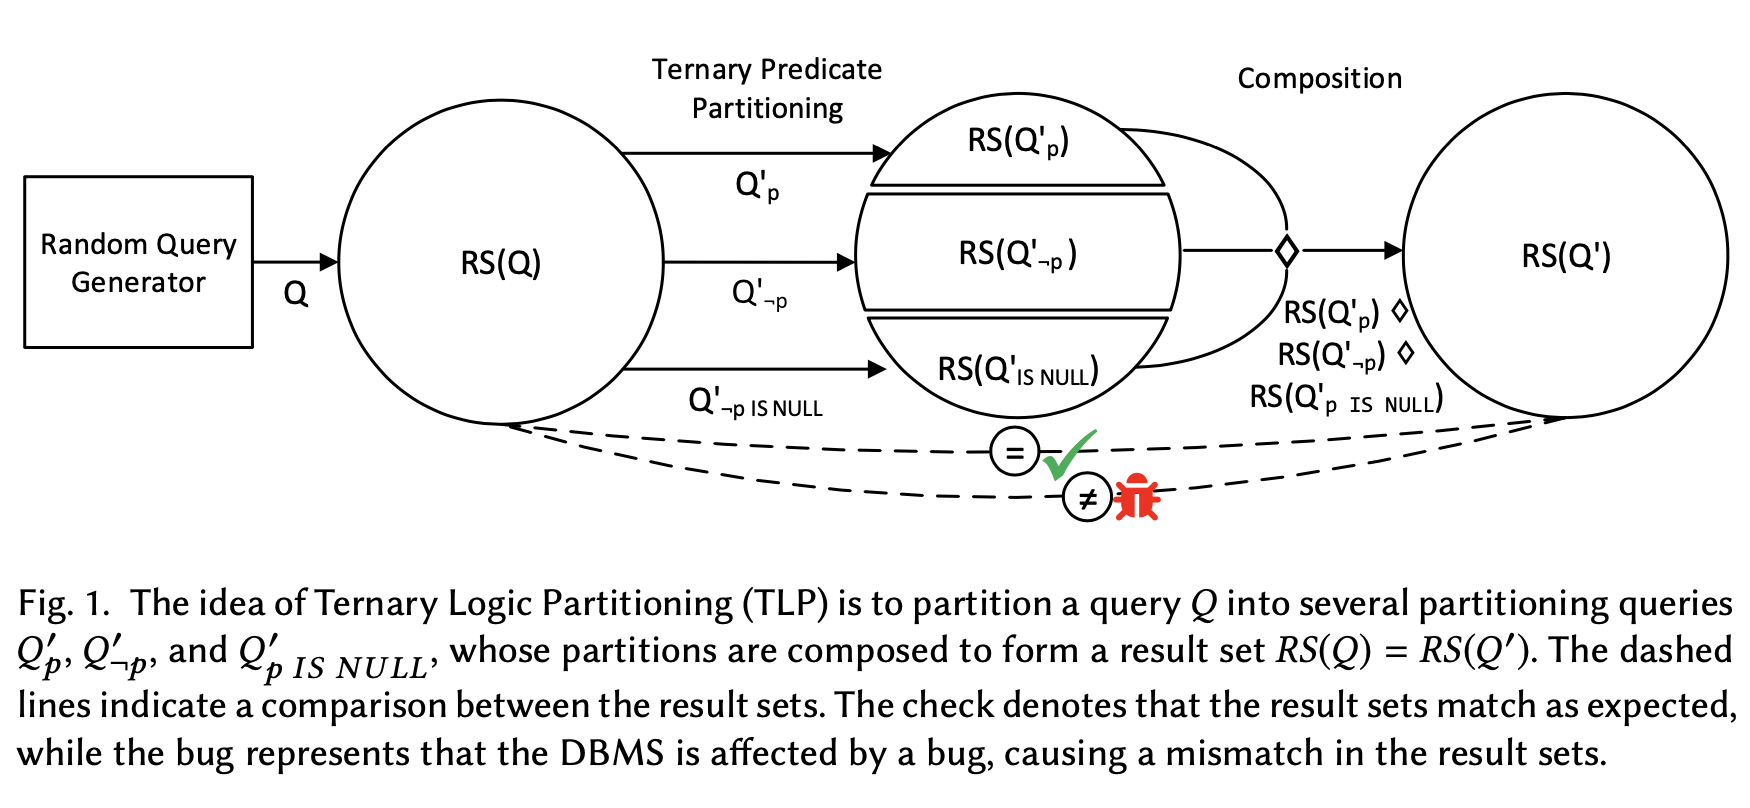 Ternary Predicate
Partitioning
Composition
Random Query
Generator
Q
RS(Q)
Q'p
Q'¬p
Q'¬p IS NULL
RS(Q'p)
RS(Q'¬p)
RS(Q'IS NULL)
◊
RS(Q'p) ◊
RS(Q'¬p) ◊
RS(Q'p IS NULL)
RS(Q')
=
≠
Fig. 1. The idea of Ternary Logic Partitioning (TLP) is to partition a query Q into several partitioning queries
Q′p, Q′¬p, and Q′p IS NULL, whose partitions are composed to form a result set RS(Q) = RS(Q′). The dashed
lines indicate a comparison between the result sets. The check denotes that the result sets match as expected,
while the bug represents that the DBMS is affected by a bug, causing a mismatch in the result sets.